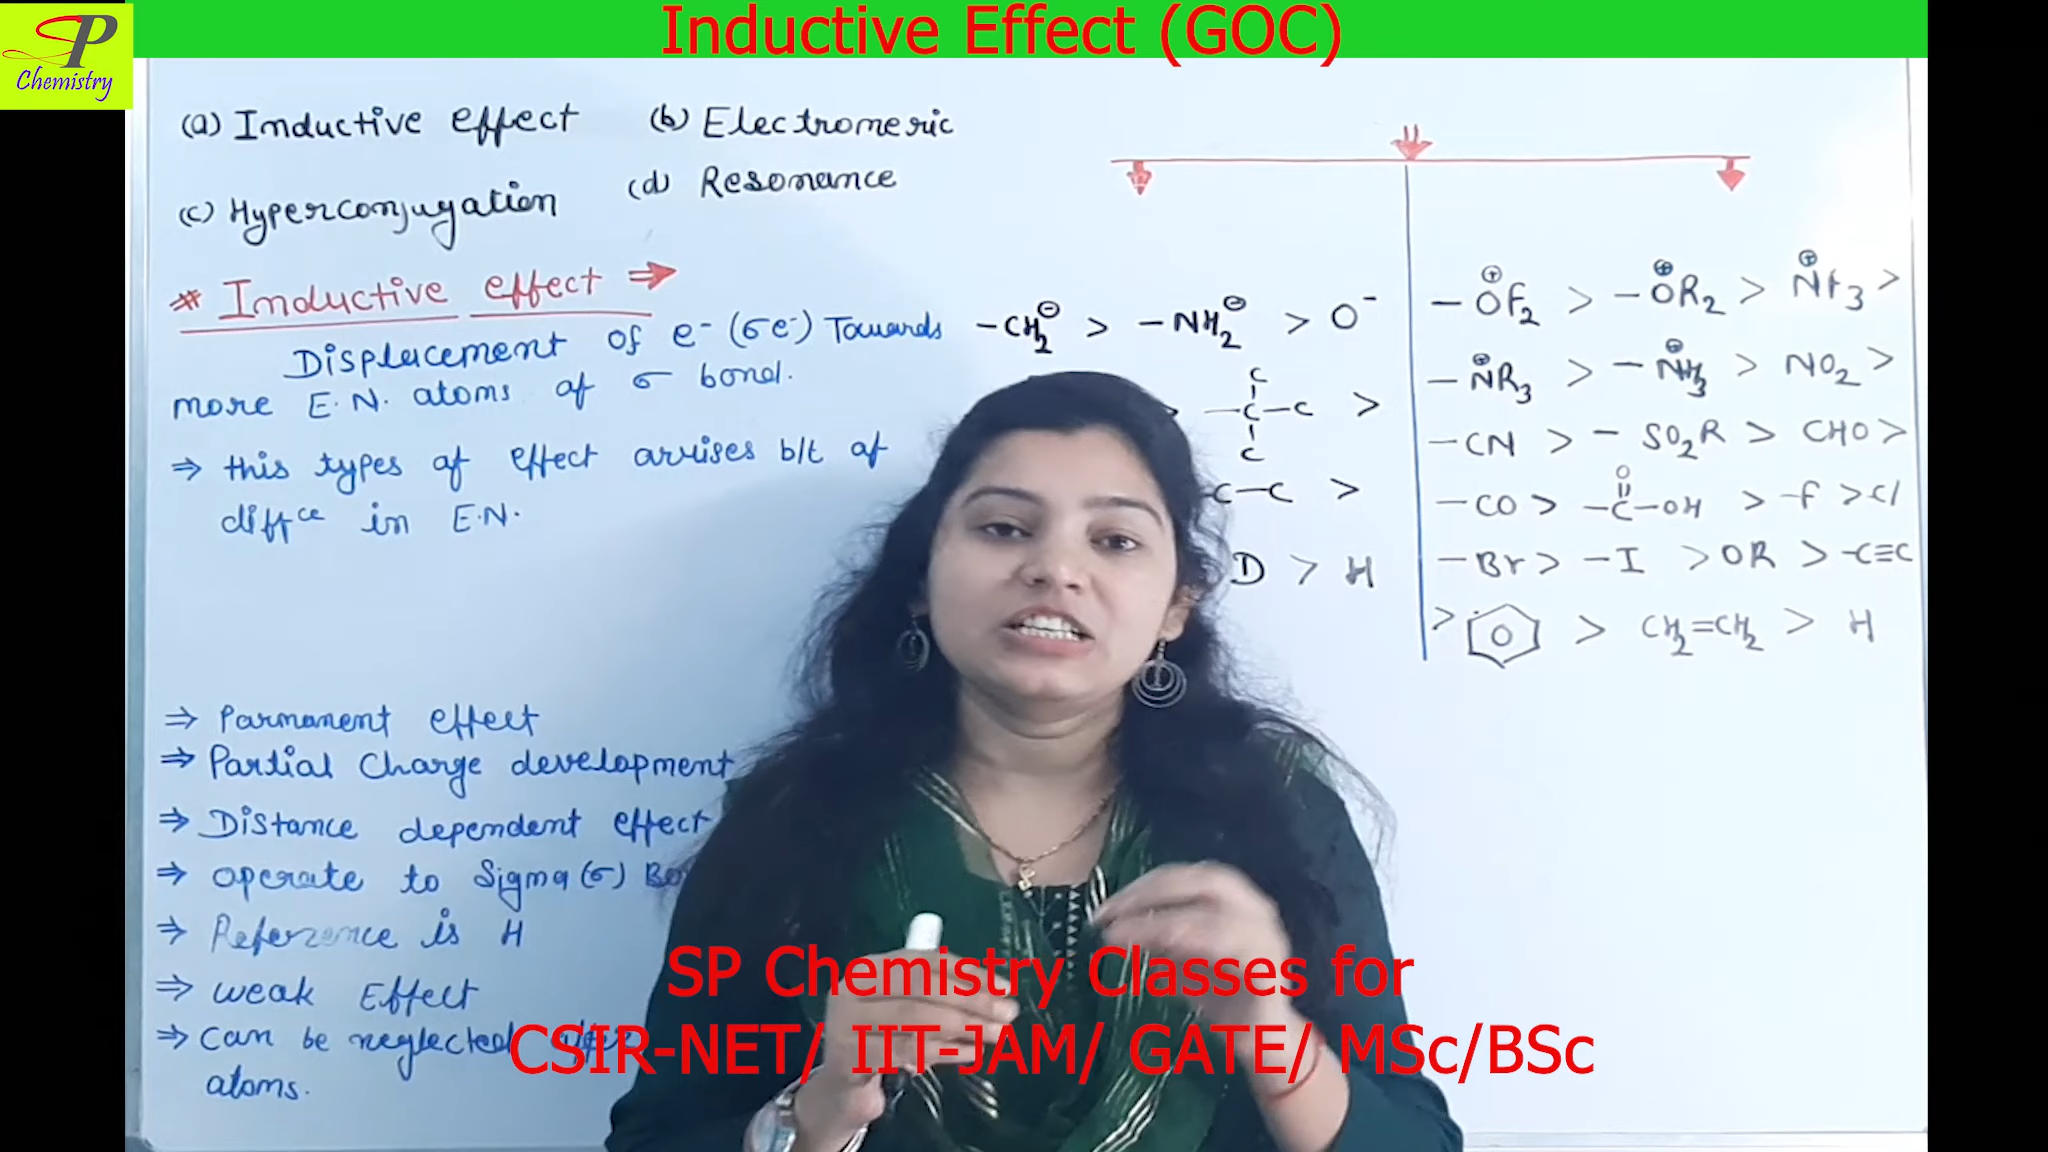 Inductive Effect (GOC)
SP
Chemistry
(a) Inductive effect (b) Electromeric
(c) Hyperconjugation (d) Resonance
* Inductive effect ⇒
Displacement of e⁻ (σe⁻) Towards
more E.N. atoms of σ bond.
⇒ this types of effect arrises b/t of
diffce in E.N.
⇒ Parmanent effect
⇒ Partial Charge development
⇒ Distance dependent effect
⇒ operate to Sigma (σ)
⇒ Reference is H
⇒ weak Effect
⇒ Can be neglected
atoms.
-CH₂⊖ > -NH₂⊖ > O⁻
C
> -C-C >
C
C-C >
D > H
-O⊕F₂ > -O⊕R₂ > N⊕F3 >
-N⊕R₃ > -N⊕H₃ > NO₂ >
-CN > - SO₂R > CHO >
O
-CO > -C-OH > -F > Cl
-Br > -I > OR > -C≡C
> > CH₂=CH₂ > H
SP Chemistry Classes for
CSIR-NET/ IIT-JAM/ GATE/ MSc/BSc